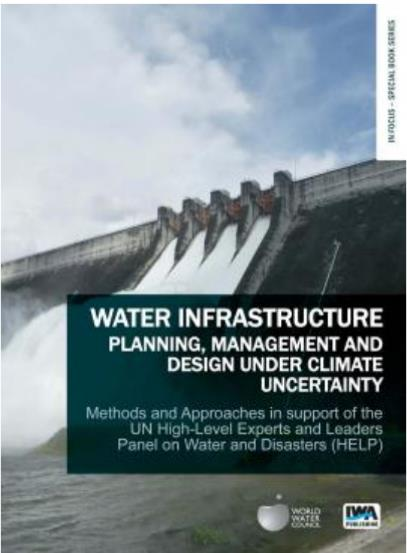 IN FOCUS – SPECIAL BOOK SERIES
WATER INFRASTRUCTURE
PLANNING, MANAGEMENT AND
DESIGN UNDER CLIMATE
UNCERTAINTY
Methods and Approaches in support of the
UN High-Level Experts and Leaders
Panel on Water and Disasters (HELP)
WORLD
WATER
COUNCIL
IWA
PUBLISHING